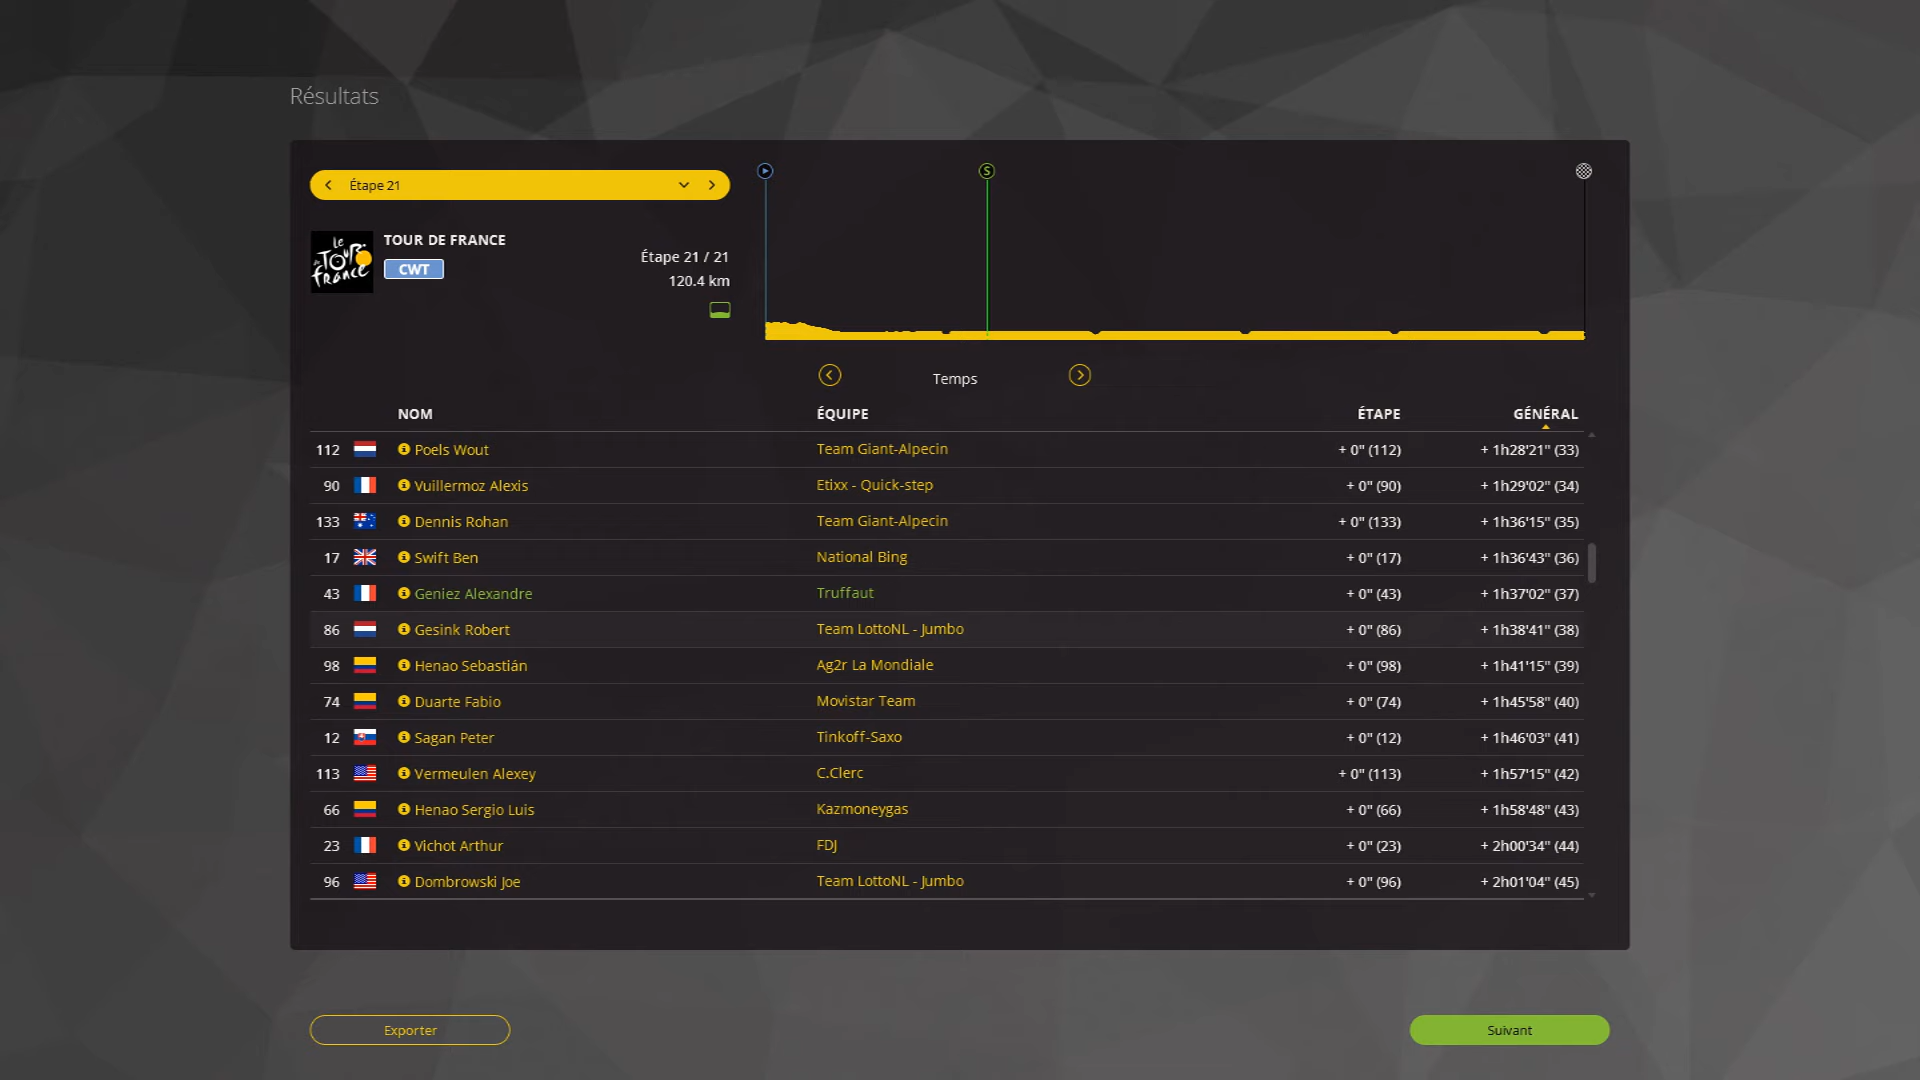 Résultats
Étape 21
le Tour de France
TOUR DE FRANCE
CWT
Étape 21 / 21
120.4 km
S
Temps
NOM ÉQUIPE ÉTAPE GÉNÉRAL
112 Poels Wout Team Giant-Alpecin + 0" (112) + 1h28'21" (33)
90 Vuillermoz Alexis Etixx - Quick-step + 0" (90) + 1h29'02" (34)
133 Dennis Rohan Team Giant-Alpecin + 0" (133) + 1h36'15" (35)
17 Swift Ben National Bing + 0" (17) + 1h36'43" (36)
43 Geniez Alexandre Truffaut + 0" (43) + 1h37'02" (37)
86 Gesink Robert Team LottoNL - Jumbo + 0" (86) + 1h38'41" (38)
98 Henao Sebastián Ag2r La Mondiale + 0" (98) + 1h41'15" (39)
74 Duarte Fabio Movistar Team + 0" (74) + 1h45'58" (40)
12 Sagan Peter Tinkoff-Saxo + 0" (12) + 1h46'03" (41)
113 Vermeulen Alexey C.Clerc + 0" (113) + 1h57'15" (42)
66 Henao Sergio Luis Kazmoneygas + 0" (66) + 1h58'48" (43)
23 Vichot Arthur FDJ + 0" (23) + 2h00'34" (44)
96 Dombrowski Joe Team LottoNL - Jumbo + 0" (96) + 2h01'04" (45)
Exporter
Suivant